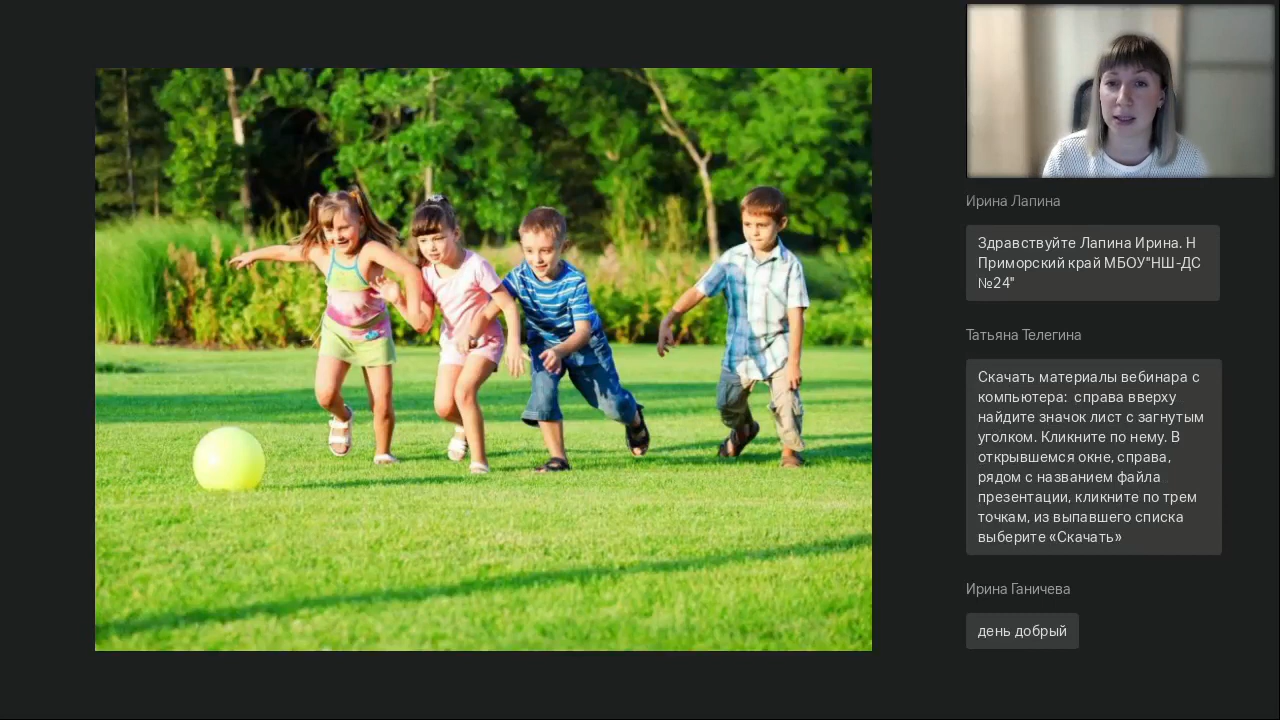 Ирина Лапина
Здравствуйте Лапина Ирина. Н
Приморский край МБОУ"НШ-ДС
№24"
Татьяна Телегина
Скачать материалы вебинара с
компьютера:  справа вверху
найдите значок лист с загнутым
уголком. Кликните по нему. В
открывшемся окне, справа,
рядом с названием файла
презентации, кликните по трем
точкам, из выпавшего списка
выберите «Скачать»
Ирина Ганичева
день добрый